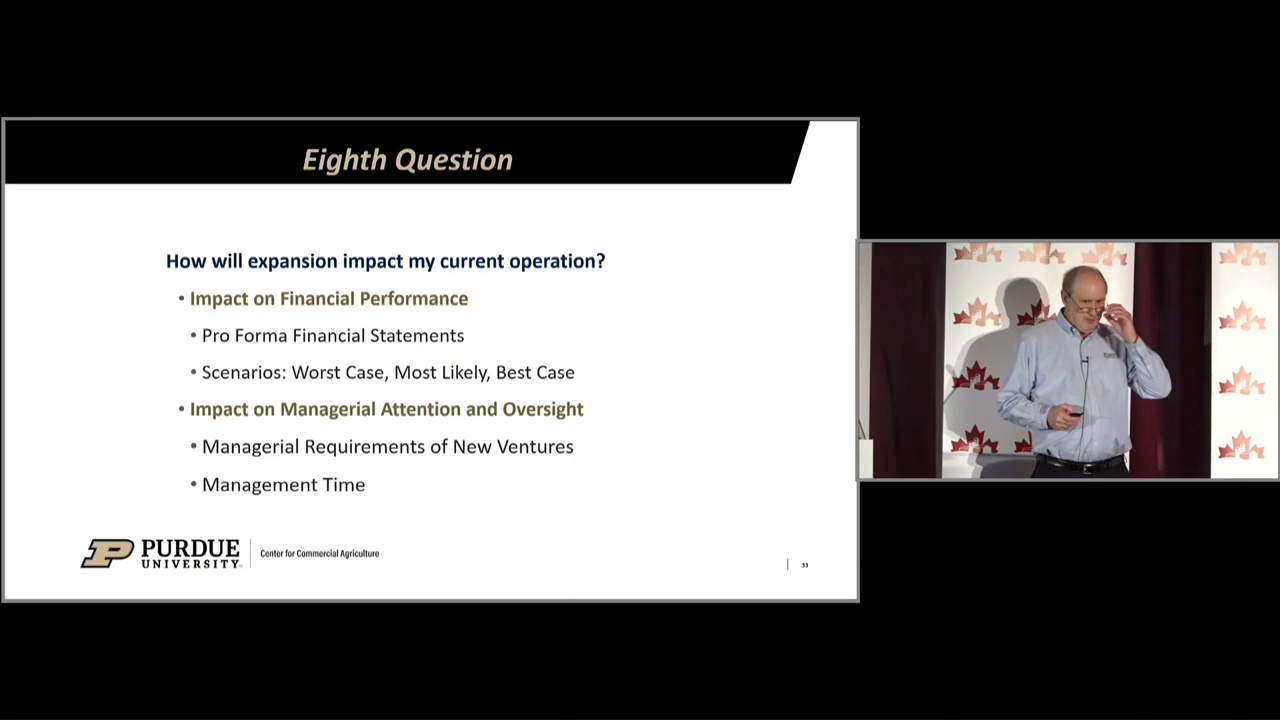 Eighth Question
How will expansion impact my current operation?
• Impact on Financial Performance
• Pro Forma Financial Statements
• Scenarios: Worst Case, Most Likely, Best Case
• Impact on Managerial Attention and Oversight
• Managerial Requirements of New Ventures
• Management Time
PURDUE
UNIVERSITY®
Center for Commercial Agriculture
33